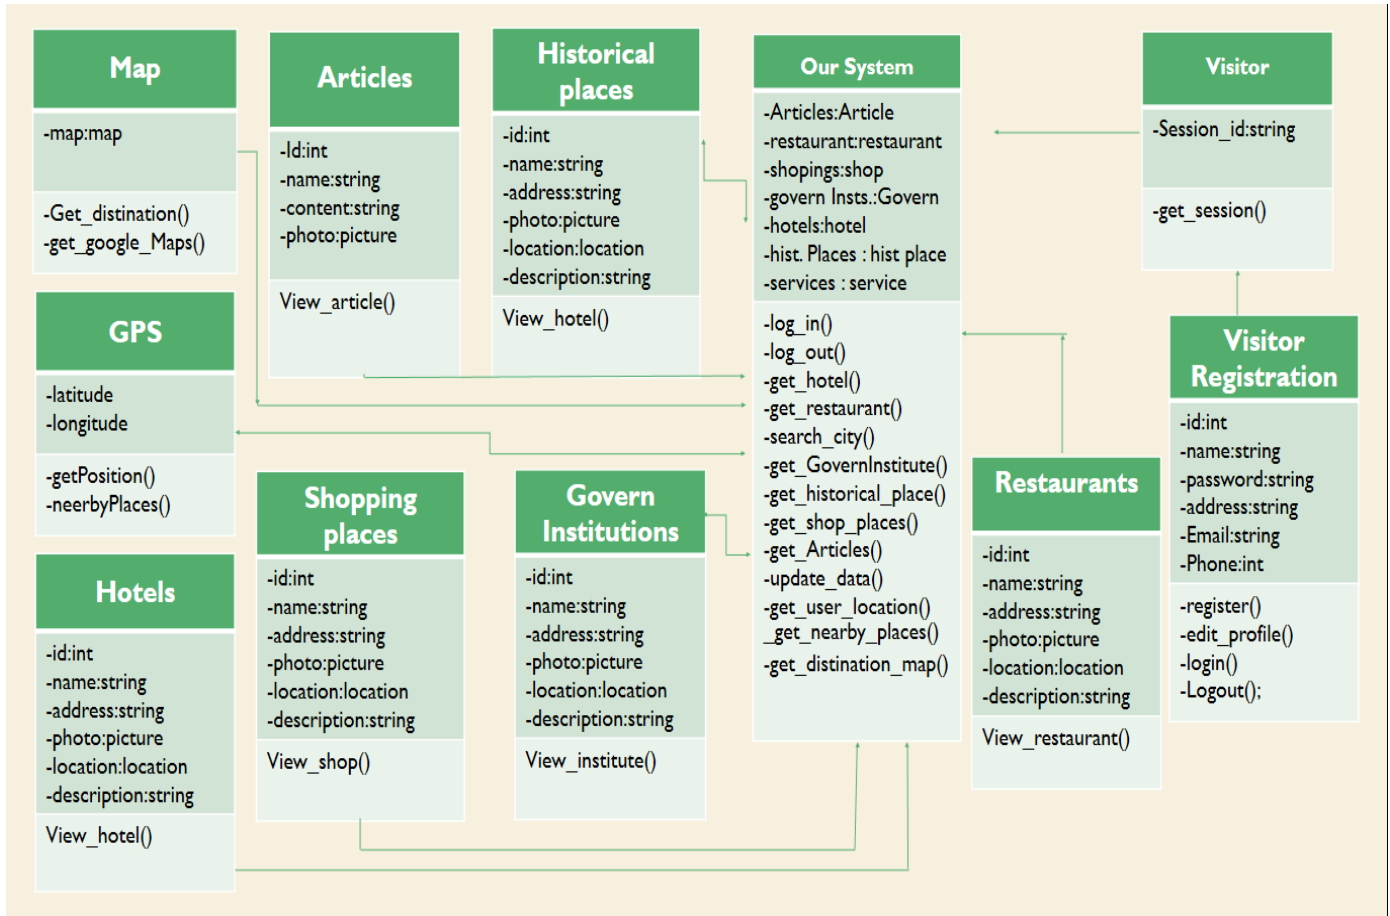 Map
-map:map
-Get_distination()
-get_google_Maps()
Articles
-Id:int
-name:string
-content:string
-photo:picture
View_article()
Historical
places
-id:int
-name:string
-address:string
-photo:picture
-location:location
-description:string
View_hotel()
Our System
-Articles:Article
-restaurant:restaurant
-shopings:shop
-govern Insts.:Govern
-hotels:hotel
-hist. Places : hist place
-services : service
-log_in()
-log_out()
-get_hotel()
-get_restaurant()
-search_city()
-get_GovernInstitute()
-get_historical_place()
-get_shop_places()
-get_Articles()
-update_data()
-get_user_location()
_get_nearby_places()
-get_distination_map()
Visitor
-Session_id:string
-get_session()
GPS
-latitude
-longitude
-getPosition()
-neerbyPlaces()
Visitor
Registration
-id:int
-name:string
-password:string
-address:string
-Email:string
-Phone:int
-register()
-edit_profile()
-login()
-Logout();
Shopping
places
-id:int
-name:string
-address:string
-photo:picture
-location:location
-description:string
View_shop()
Govern
Institutions
-id:int
-name:string
-address:string
-photo:picture
-location:location
-description:string
View_institute()
Restaurants
-id:int
-name:string
-address:string
-photo:picture
-location:location
-description:string
View_restaurant()
Hotels
-id:int
-name:string
-address:string
-photo:picture
-location:location
-description:string
View_hotel()